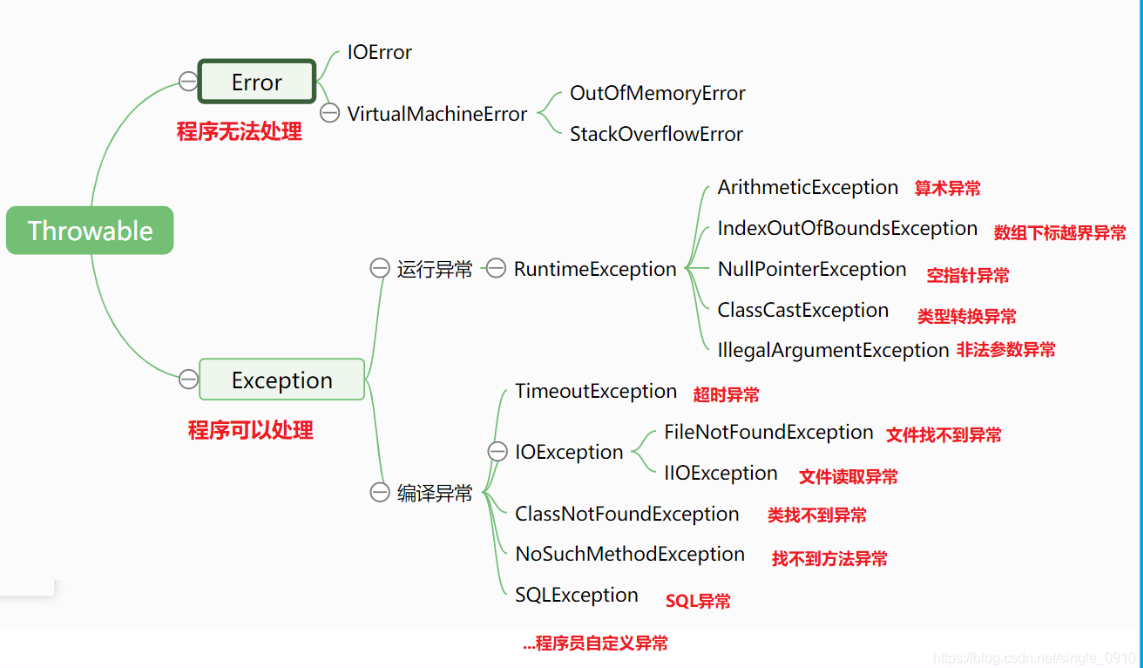 IOError
Error
OutOfMemoryError
VirtualMachineError
程序无法处理
StackOverflowError
ArithmeticException 算术异常
Throwable
IndexOutOfBoundsException 数组下标越界异常
运行异常 RuntimeException NullPointerException 空指针异常
ClassCastException 类型转换异常
IllegalArgumentException 非法参数异常
Exception
TimeoutException 超时异常
程序可以处理
FileNotFoundException 文件找不到异常
IOException
IIOException 文件读取异常
编译异常
ClassNotFoundException 类找不到异常
NoSuchMethodException 找不到方法异常
SQLException SQL异常
...程序员自定义异常
https://blog.csdn.net/single_0910